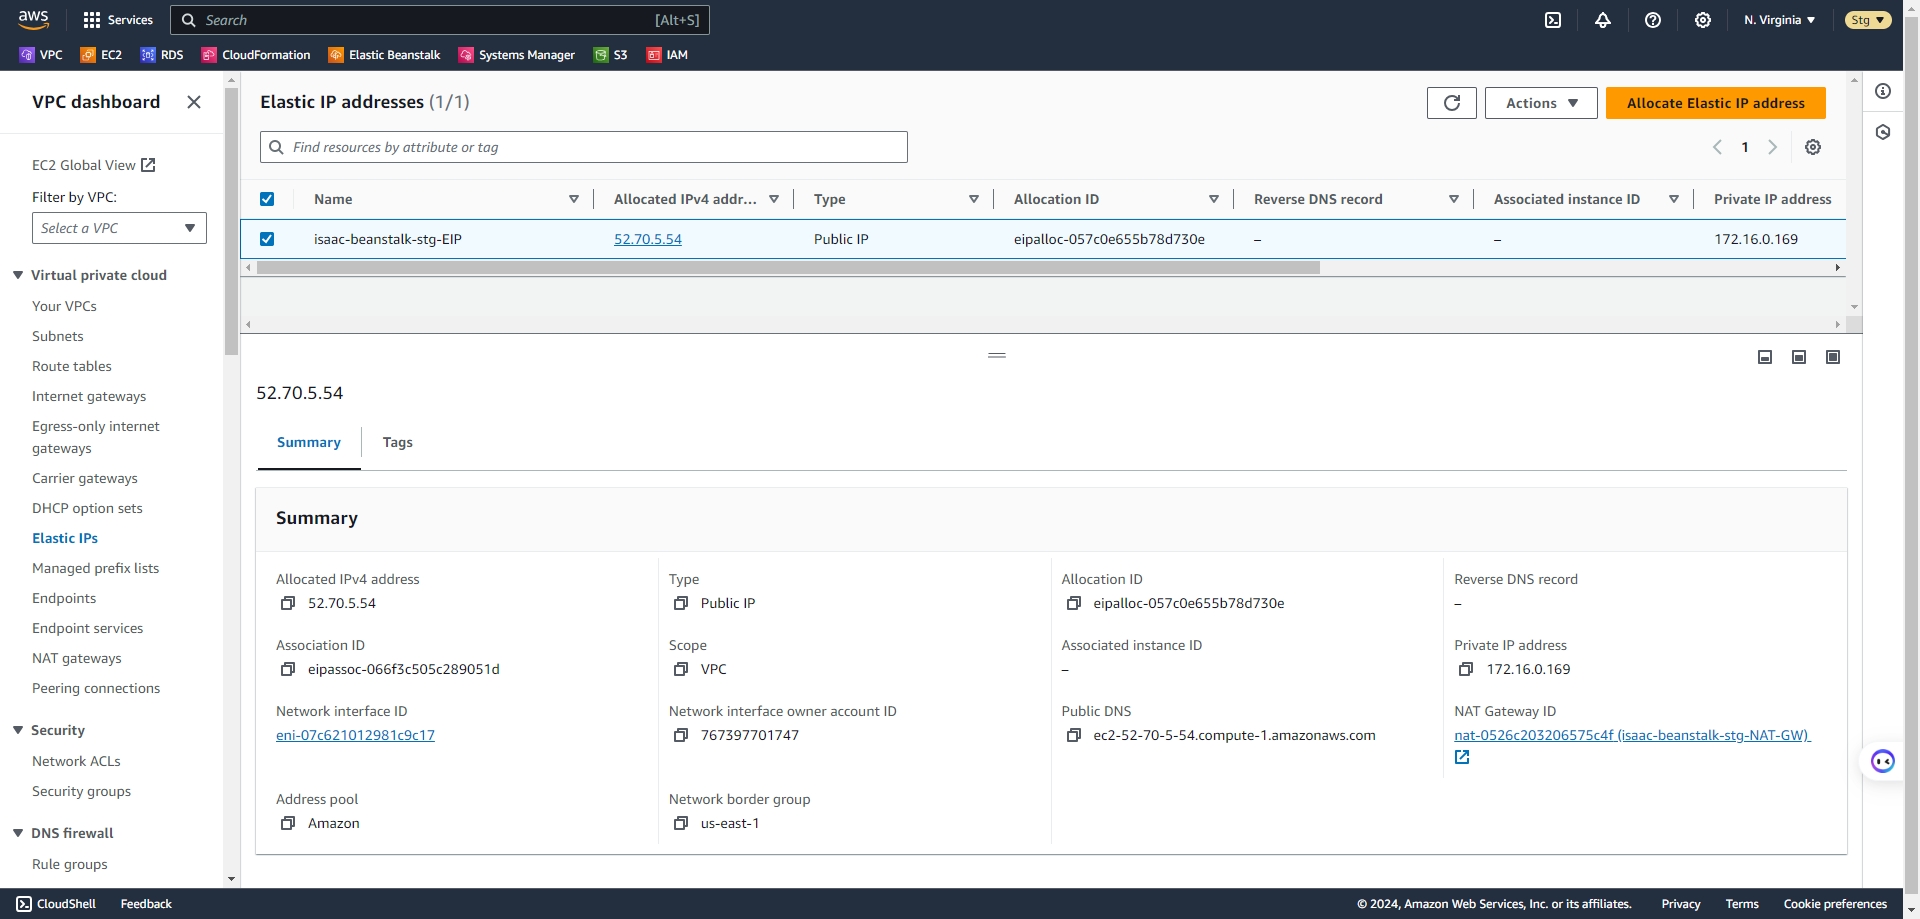 aws
Services
Search
[Alt+S]
N. Virginia
Stg
VPC
EC2
RDS
CloudFormation
Elastic Beanstalk
Systems Manager
S3
IAM
VPC dashboard
EC2 Global View
Filter by VPC:
Select a VPC
Virtual private cloud
Your VPCs
Subnets
Route tables
Internet gateways
Egress-only internet
gateways
Carrier gateways
DHCP option sets
Elastic IPs
Managed prefix lists
Endpoints
Endpoint services
NAT gateways
Peering connections
Security
Network ACLs
Security groups
DNS firewall
Rule groups
Elastic IP addresses (1/1)
Actions
Allocate Elastic IP address
Find resources by attribute or tag
1
Name
Allocated IPv4 addr...
Type
Allocation ID
Reverse DNS record
Associated instance ID
Private IP address
isaac-beanstalk-stg-EIP
52.70.5.54
Public IP
eipalloc-057c0e655b78d730e
–
–
172.16.0.169
52.70.5.54
Summary
Tags
Summary
Allocated IPv4 address
52.70.5.54
Type
Public IP
Allocation ID
eipalloc-057c0e655b78d730e
Reverse DNS record
–
Association ID
eipassoc-066f3c505c289051d
Scope
VPC
Associated instance ID
–
Private IP address
172.16.0.169
Network interface ID
eni-07c621012981c9c17
Network interface owner account ID
767397701747
Public DNS
ec2-52-70-5-54.compute-1.amazonaws.com
NAT Gateway ID
nat-0526c203206575c4f (isaac-beanstalk-stg-NAT-GW)
Address pool
Amazon
Network border group
us-east-1
CloudShell
Feedback
© 2024, Amazon Web Services, Inc. or its affiliates.
Privacy
Terms
Cookie preferences